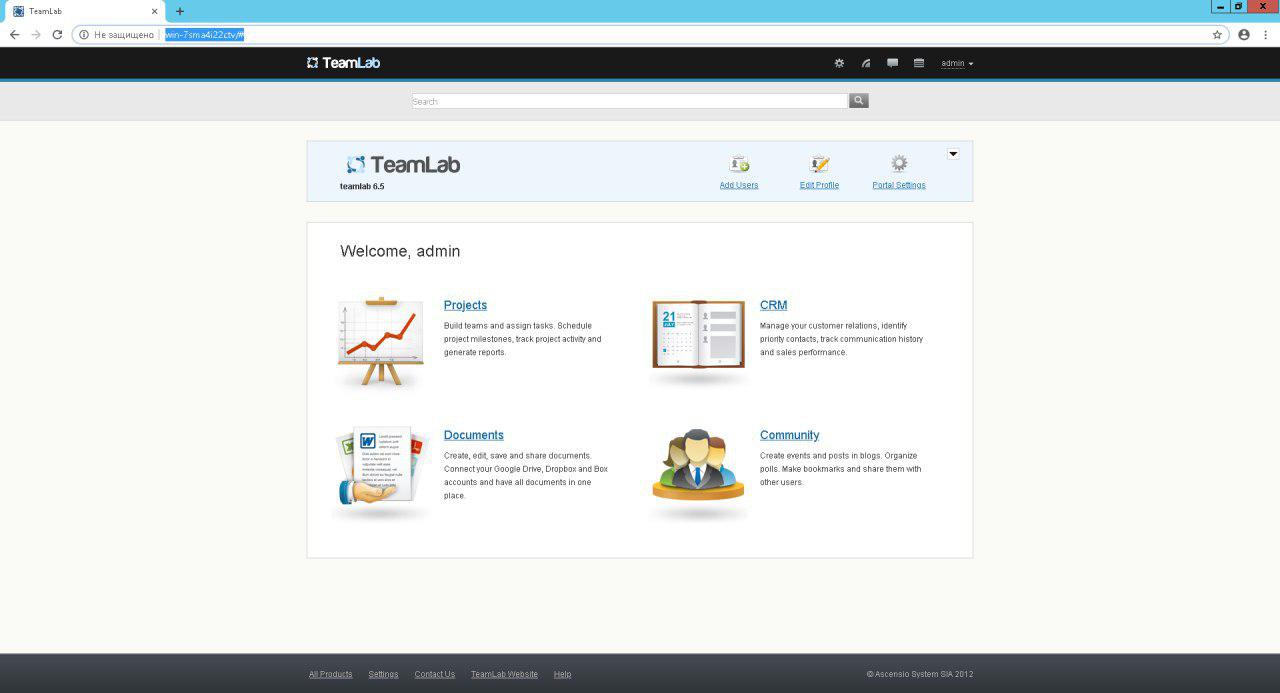 TeamLab
Не защищено
win-7sma4i22ctv/#
TeamLab
admin
Search
TeamLab
teamlab 6.5
Add Users
Edit Profile
Portal Settings
Welcome, admin
Projects
Build teams and assign tasks. Schedule
project milestones, track project activity and
generate reports.
21
CRM
Manage your customer relations, identify
priority contacts, track communication history
and sales performance.
W
Documents
Create, edit, save and share documents.
Connect your Google Drive, Dropbox and Box
accounts and have all documents in one
place.
Community
Create events and posts in blogs. Organize
polls. Make bookmarks and share them with
other users.
All Products
Settings
Contact Us
TeamLab Website
Help
© Ascensio System SIA 2012